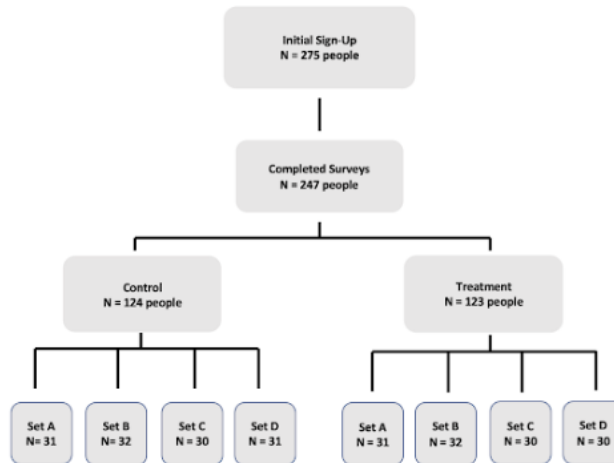 Initial Sign-Up
N = 275 people
Completed Surveys
N = 247 people
Control
N = 124 people
Treatment
N = 123 people
Set A
N= 31
Set B
N= 32
Set C
N= 30
Set D
N= 31
Set A
N= 31
Set B
N= 32
Set C
N= 30
Set D
N= 30